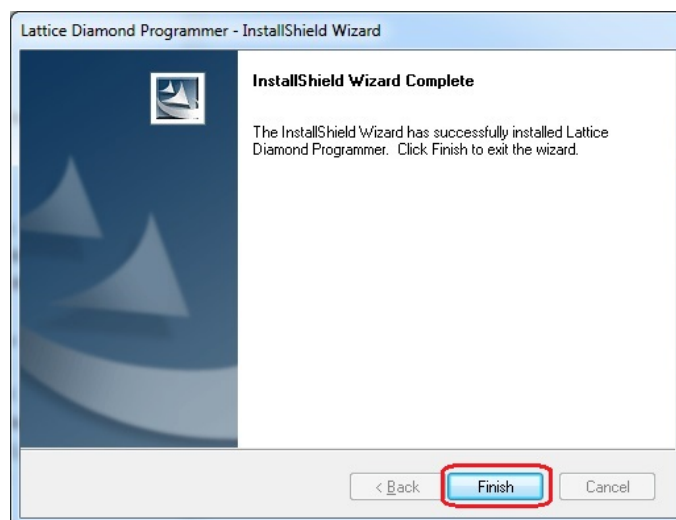 Lattice Diamond Programmer - InstallShield Wizard
InstallShield Wizard Complete
The InstallShield Wizard has successfully installed Lattice
Diamond Programmer. Click Finish to exit the wizard.
< Back
Finish
Cancel